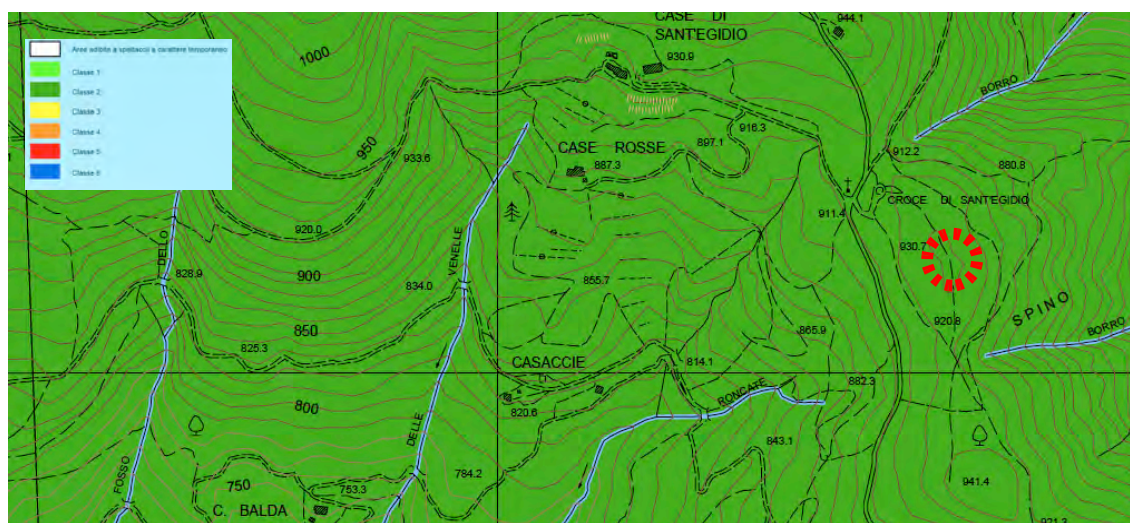 Aree adibite a spettacoli a carattere temporaneo
Classe 1
Classe 2
Classe 3
Classe 4
Classe 5
Classe 6
1000
CASE DI
SANT'EGIDIO
930.9
944.1
BORRO
950
933.6
CASE ROSSE
887.3
897.1
916.3
912.2
880.8
CROCE DI SANT'EGIDIO
911.4
930.7
920.0
DELLO
828.9
900
834.0
VENELLE
855.7
SPINO
920.8
BORRO
850
825.3
865.9
814.1
CASACCIE
820.6
882.3
RONCATE
800
843.1
DELLE
784.2
941.4
FOSSO
750
753.3
C. BALDA
921.3